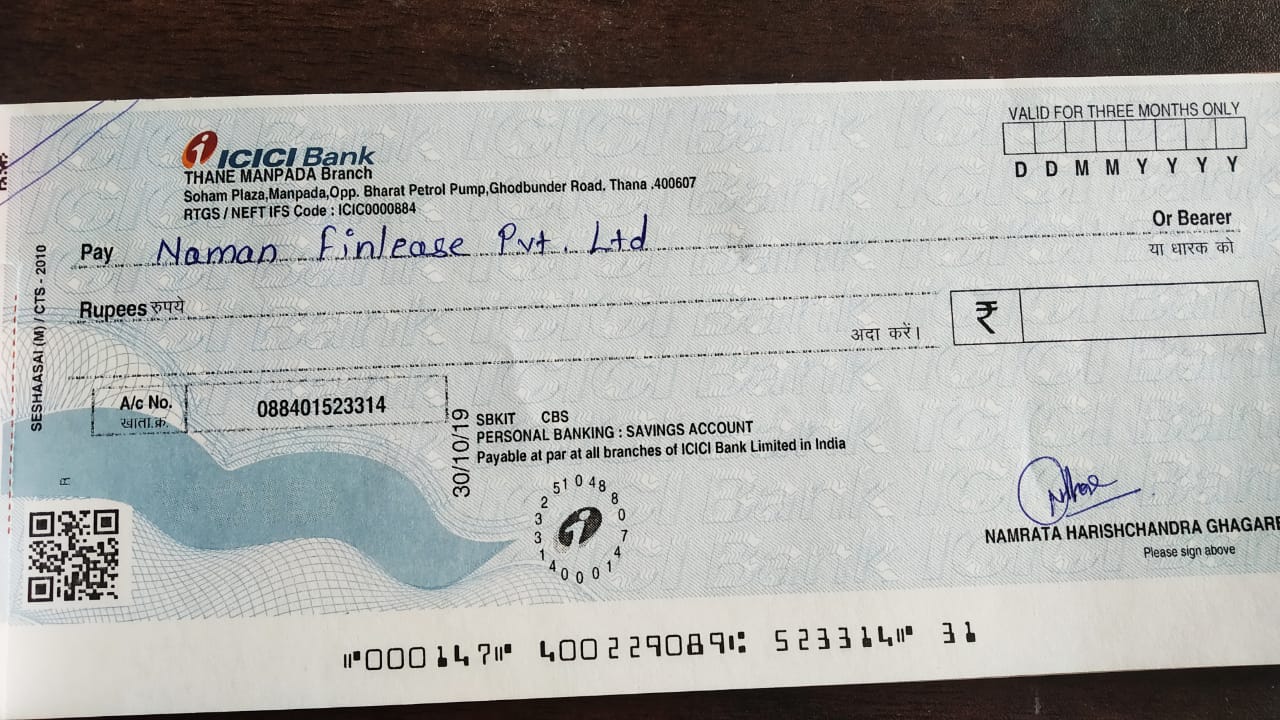 VALID FOR THREE MONTHS ONLY
D D M M Y Y Y Y
ICICI Bank
THANE MANPADA Branch
Soham Plaza,Manpada,Opp. Bharat Petrol Pump,Ghodbunder Road, Thana .400607
RTGS / NEFT IFS Code : ICIC0000884
Pay Naman Finlease Pvt. Ltd Or Bearer
या धारक को
Rupees रुपये
अदा करें। ₹
A/c No. 088401523314
खाता.क्र.
SESHAASAI (M) / CTS - 2010
30/10/19
SBKIT CBS
PERSONAL BANKING : SAVINGS ACCOUNT
Payable at par at all branches of ICICI Bank Limited in India
NAMRATA HARISHCHANDRA GHAGARE
Please sign above
⑈000147⑈ 400229089⑆ 523314⑈ 31